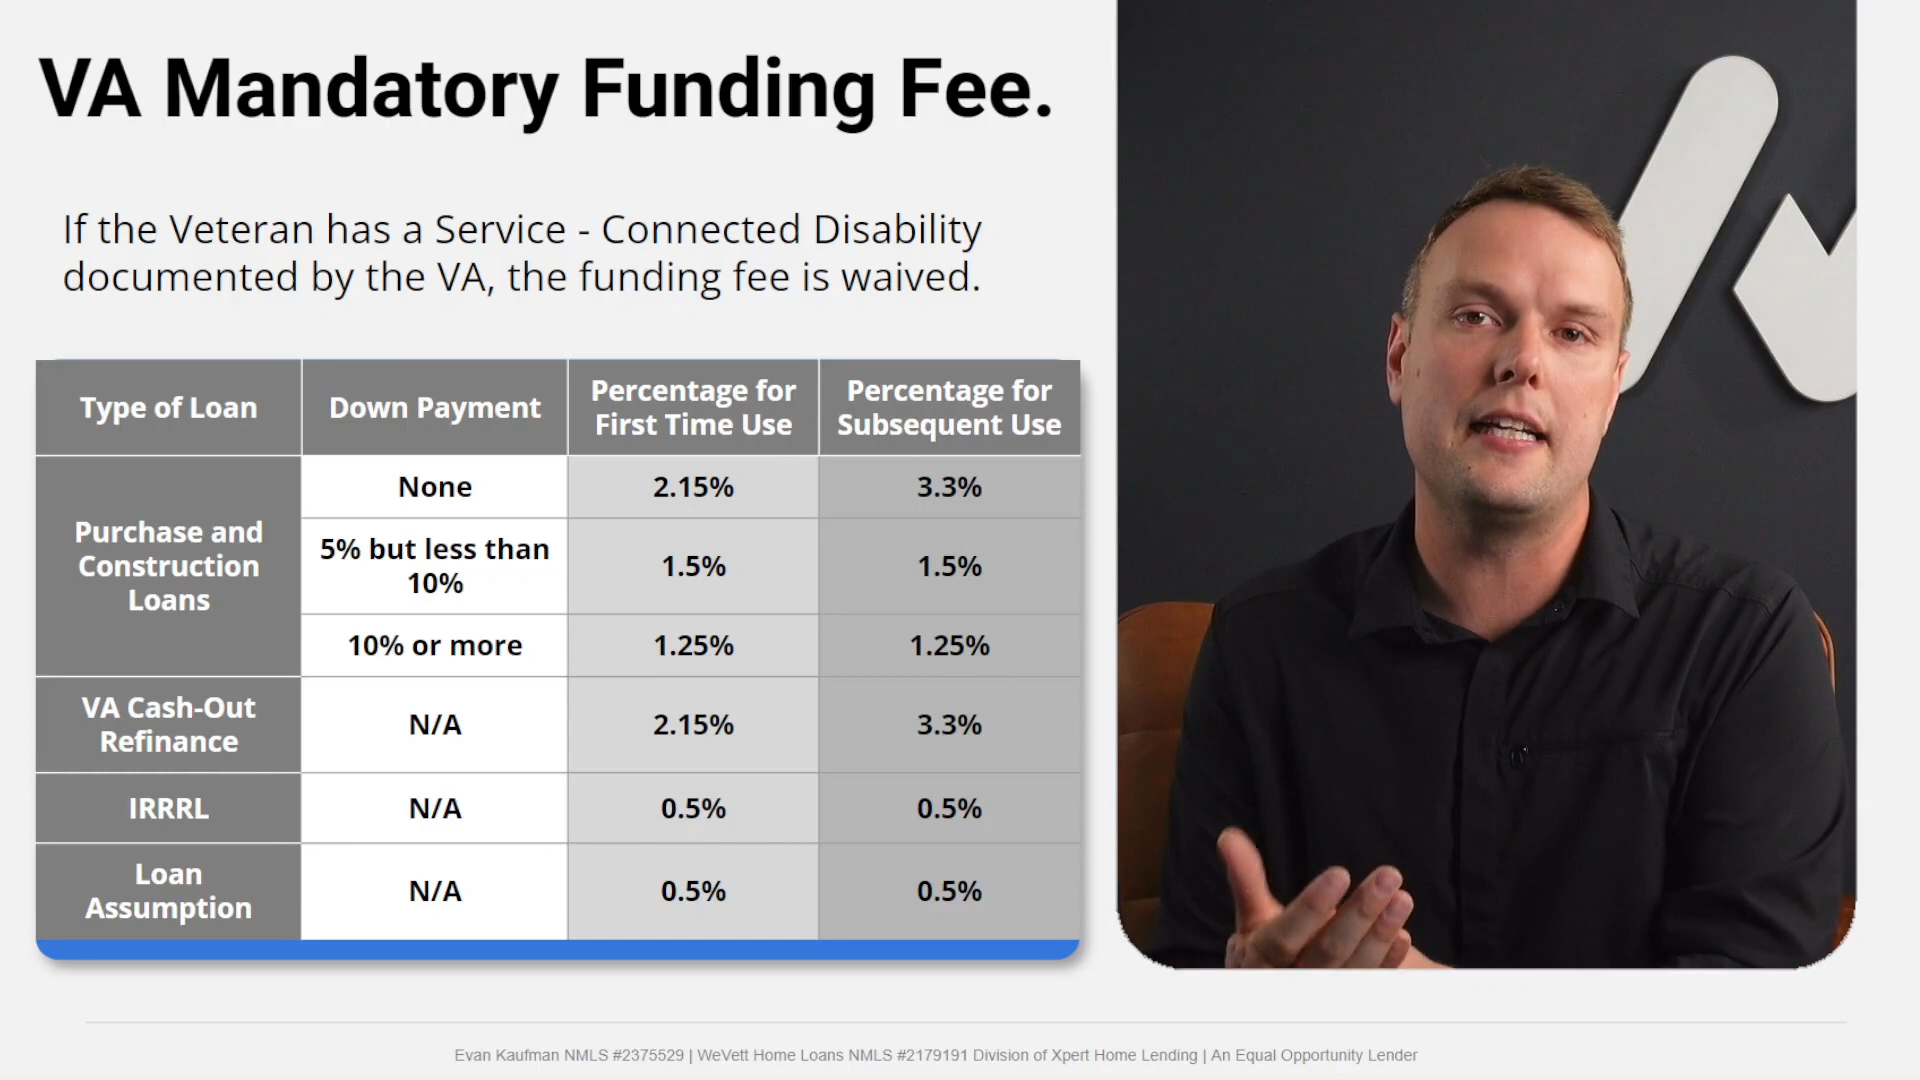 VA Mandatory Funding Fee.
If the Veteran has a Service - Connected Disability
documented by the VA, the funding fee is waived.
Type of Loan
Down Payment
Percentage for
First Time Use
Percentage for
Subsequent Use
Purchase and
Construction
Loans
None
2.15%
3.3%
5% but less than
10%
1.5%
1.5%
10% or more
1.25%
1.25%
VA Cash-Out
Refinance
N/A
2.15%
3.3%
IRRRL
N/A
0.5%
0.5%
Loan
Assumption
N/A
0.5%
0.5%
Evan Kaufman NMLS #2375529 | WeVett Home Loans NMLS #2179191 Division of Xpert Home Lending | An Equal Opportunity Lender